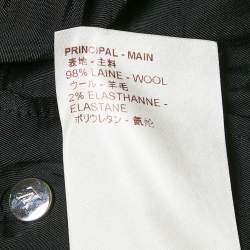 PRINCIPAL - MAIN
表地 - 主料
98% LAINE - WOOL
ウール - 羊毛
2% ELASTHANNE -
ELASTANE
ポリウレタン - 氨纶